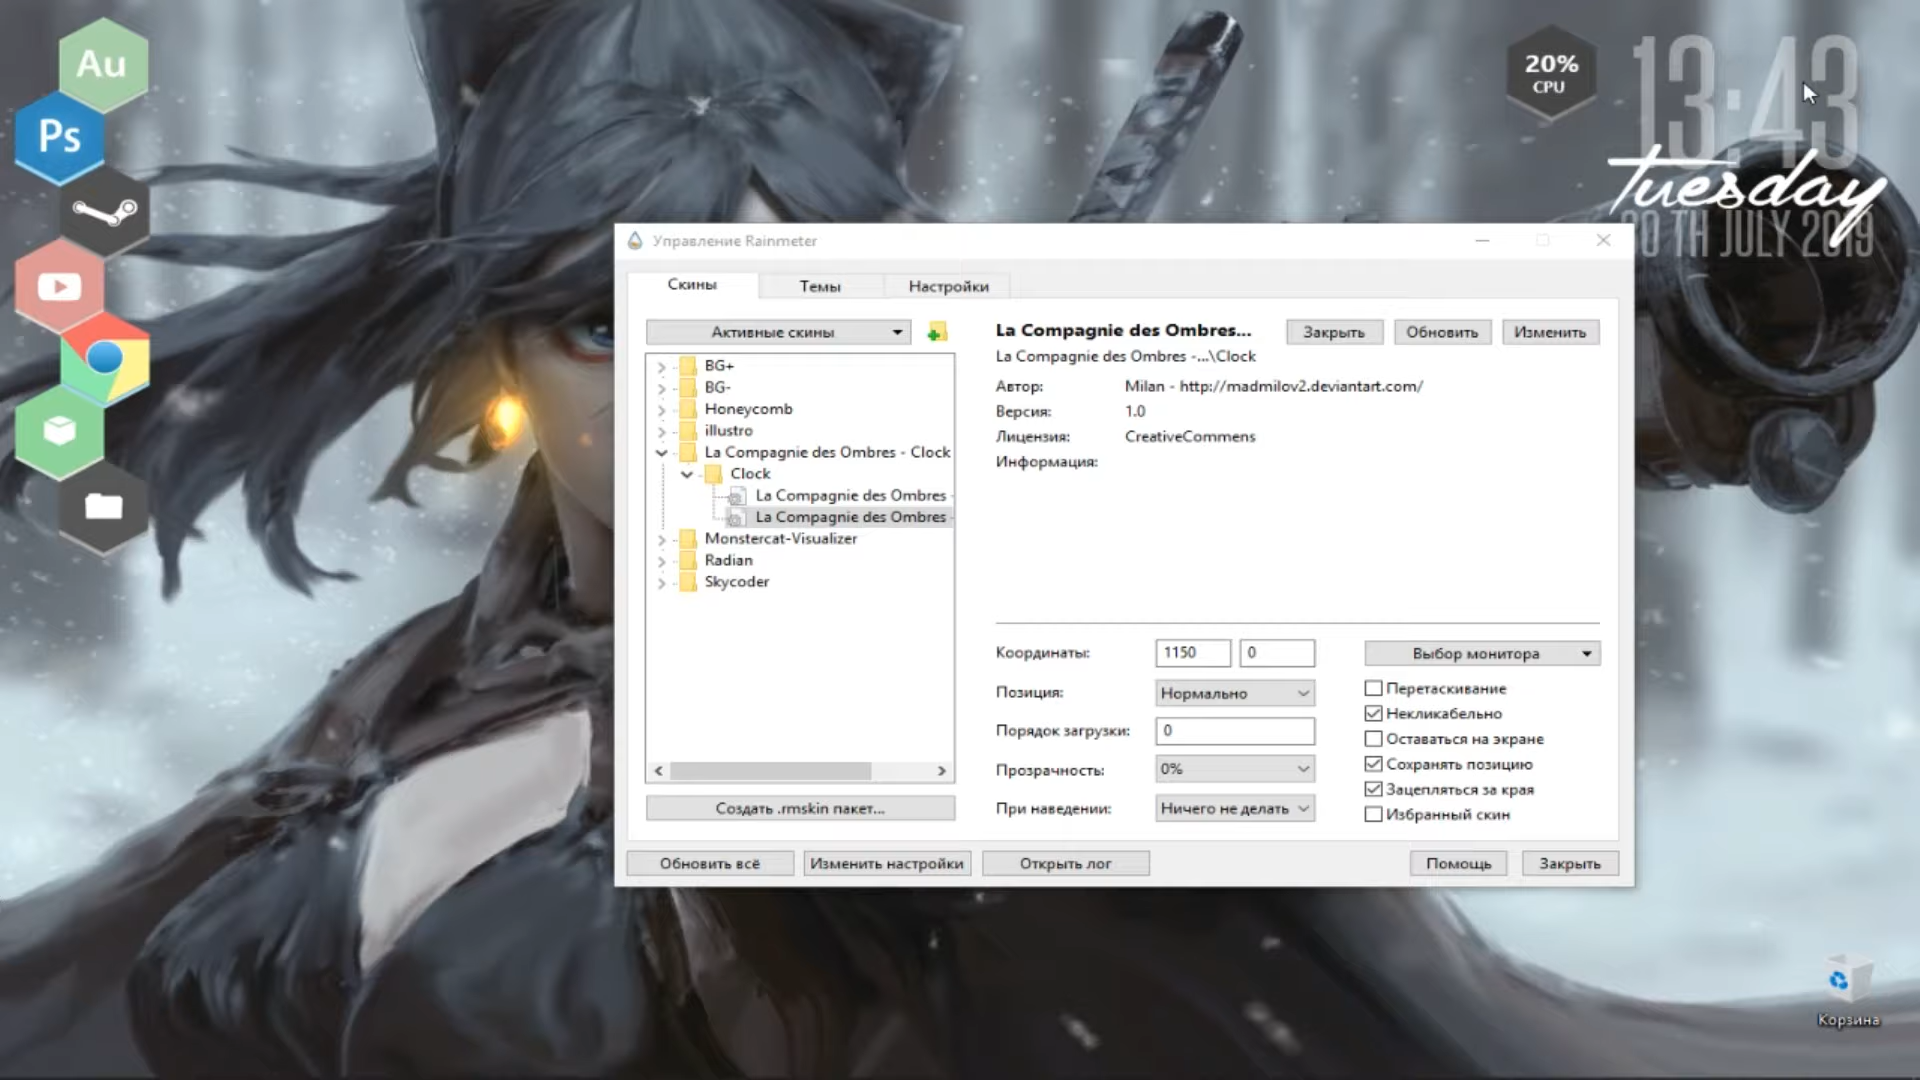 Au
Ps
20%
CPU
13:43
Tuesday
0 TH JULY 2019
Управление Rainmeter
Скины
Темы
Настройки
Активные скины
BG+
BG-
Honeycomb
illustro
La Compagnie des Ombres - Clock
Clock
La Compagnie des Ombres -
La Compagnie des Ombres -
Monstercat-Visualizer
Radian
Skycoder
Создать .rmskin пакет...
La Compagnie des Ombres...
Закрыть
Обновить
Изменить
La Compagnie des Ombres -...\Clock
Автор: Milan - http://madmilov2.deviantart.com/
Версия: 1.0
Лицензия: CreativeCommens
Информация:
Координаты: 1150 0
Позиция: Нормально
Порядок загрузки: 0
Прозрачность: 0%
При наведении: Ничего не делать
Выбор монитора
Перетаскивание
Некликабельно
Оставаться на экране
Сохранять позицию
Зацепляться за края
Избранный скин
Обновить всё
Изменить настройки
Открыть лог
Помощь
Закрыть
Корзина